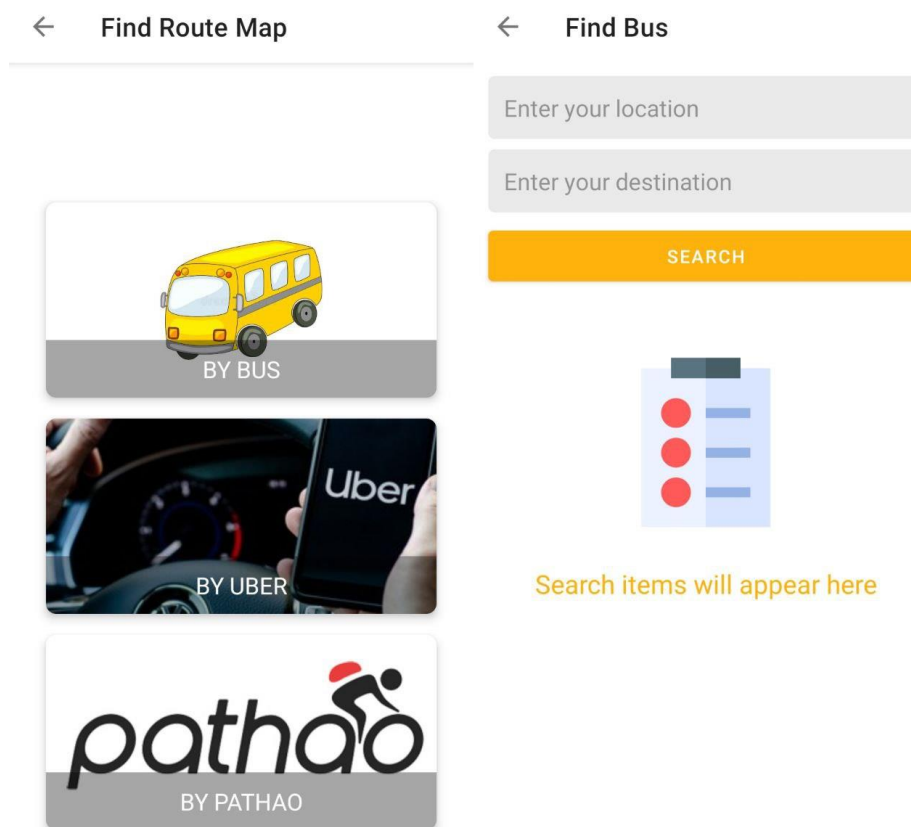 Find Route Map
BY BUS
Uber
BY UBER
pathao
BY PATHAO
Find Bus
Enter your location
Enter your destination
SEARCH
Search items will appear here